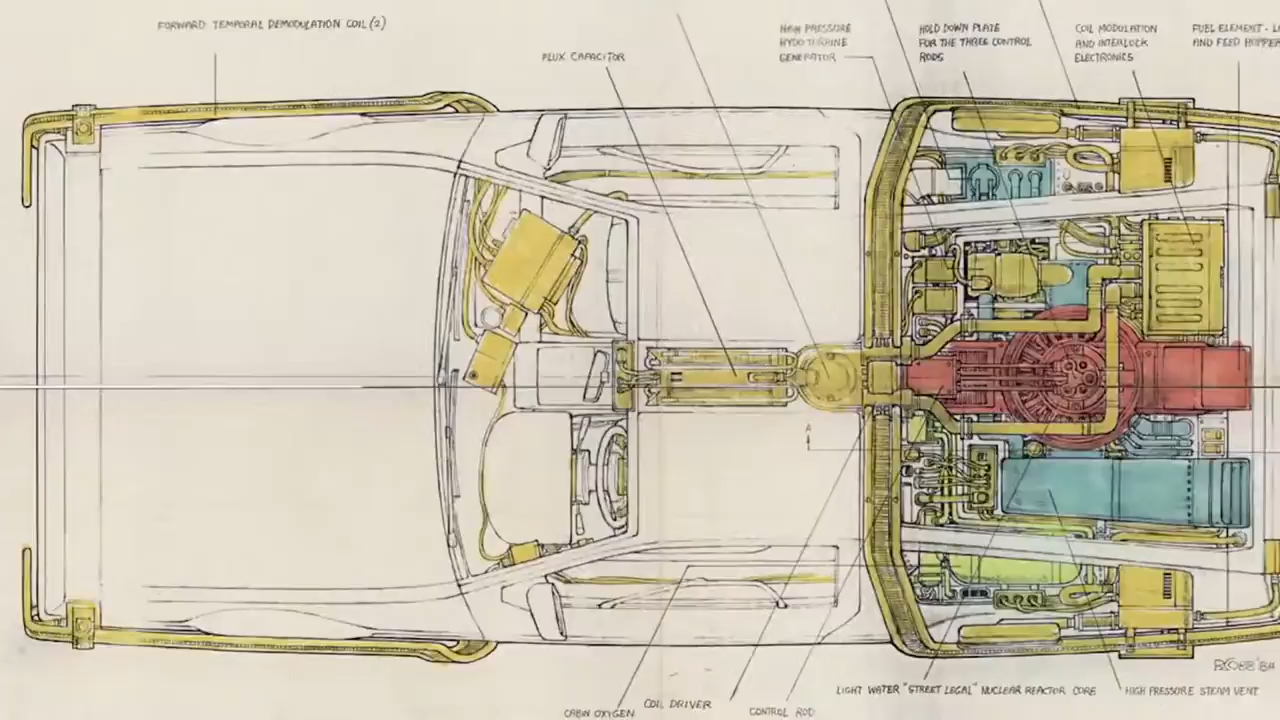 FORWARD TEMPORAL DEMODULATION COIL (2)
FLUX CAPACITOR
HIGH PRESSURE
HYDO TURBINE
GENERATOR
HOLD DOWN PLATE
FOR THE THREE CONTROL
RODS
COIL MODULATION
AND INTERLOCK
ELECTRONICS
FUEL ELEMENT - L
AND FEED HOPPER
A
CABIN OXYGEN
COIL DRIVER
CONTROL ROD
LIGHT WATER "STREET LEGAL" NUCLEAR REACTOR CORE
HIGH PRESSURE STEAM VENT